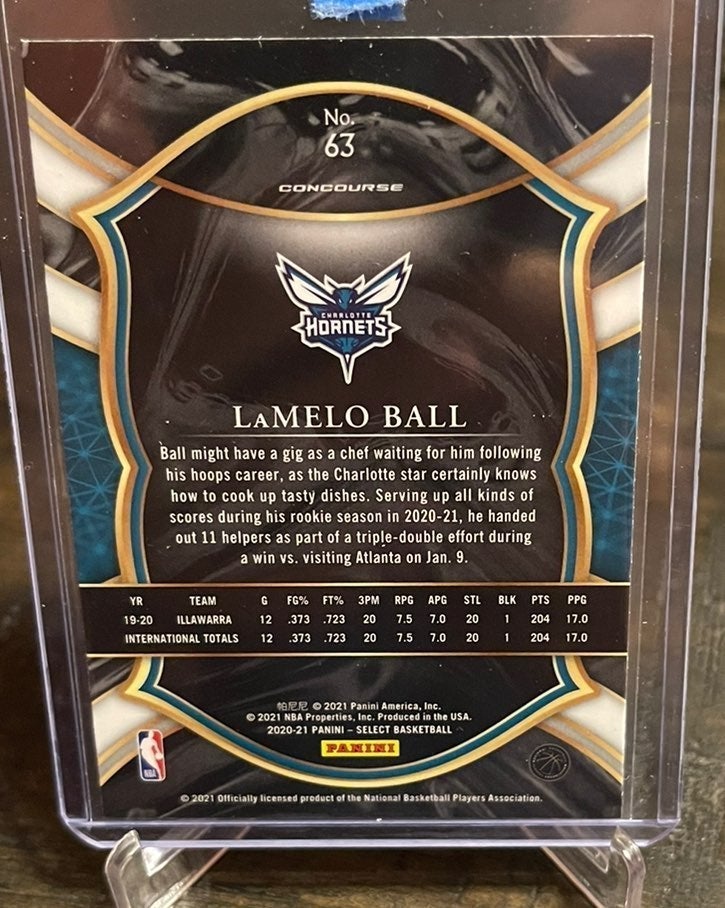 No.
63
CONCOURSE
CHARLOTTE
HORNETS
LAMELO BALL
Ball might have a gig as a chef waiting for him following
his hoops career, as the Charlotte star certainly knows
how to cook up tasty dishes. Serving up all kinds of
scores during his rookie season in 2020-21, he handed
out 11 helpers as part of a triple-double effort during
a win vs. visiting Atlanta on Jan. 9.
YR TEAM G FG% FT% 3PM RPG APG STL BLK PTS PPG
19-20 ILLAWARRA 12 .373 .723 20 7.5 7.0 20 1 204 17.0
INTERNATIONAL TOTALS 12 .373 .723 20 7.5 7.0 20 1 204 17.0
帕尼尼 © 2021 Panini America, Inc.
© 2021 NBA Properties, Inc. Produced in the USA.
2020-21 PANINI – SELECT BASKETBALL
PANINI
NBA
© 2021 Officially licensed product of the National Basketball Players Association.